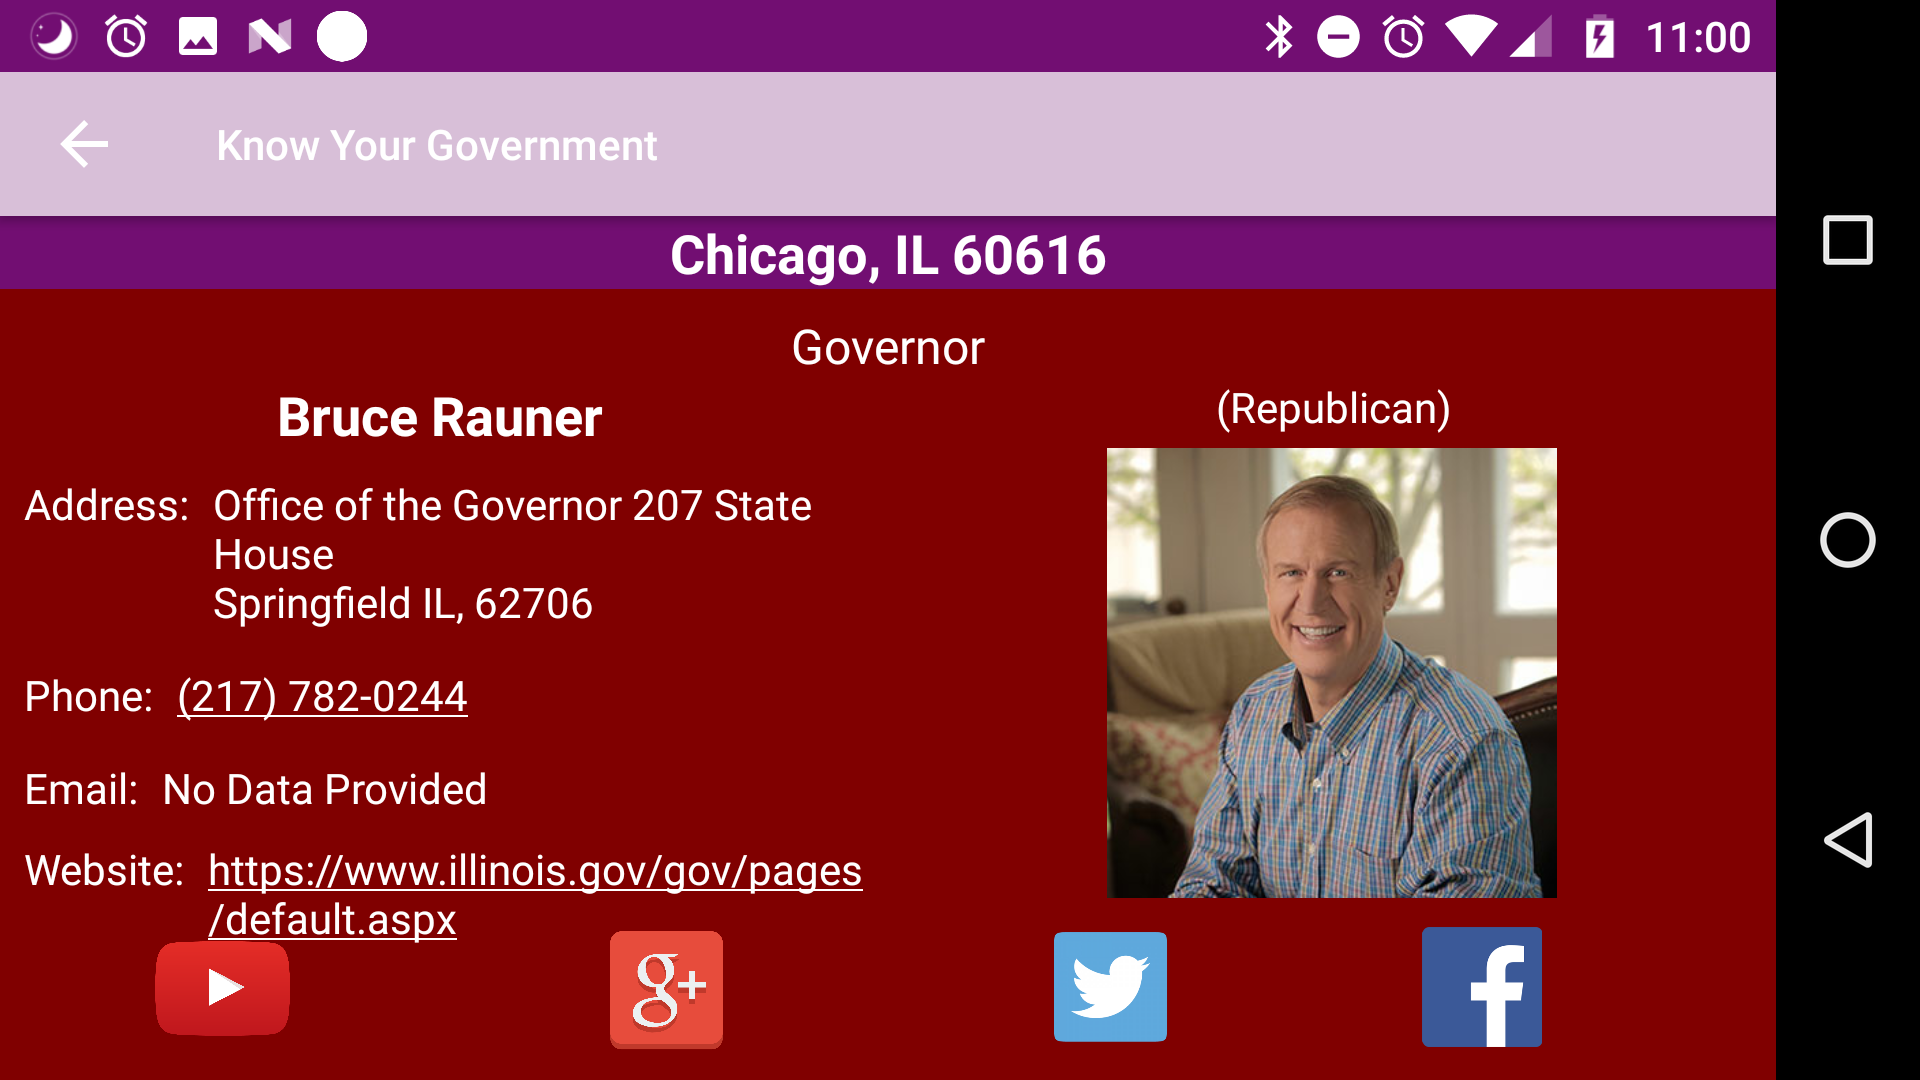 11:00
Know Your Government
Chicago, IL 60616
Governor
Bruce Rauner
(Republican)
Address: Office of the Governor 207 State
House
Springfield IL, 62706
Phone: (217) 782-0244
Email: No Data Provided
Website: https://www.illinois.gov/gov/pages
/default.aspx
g+
f